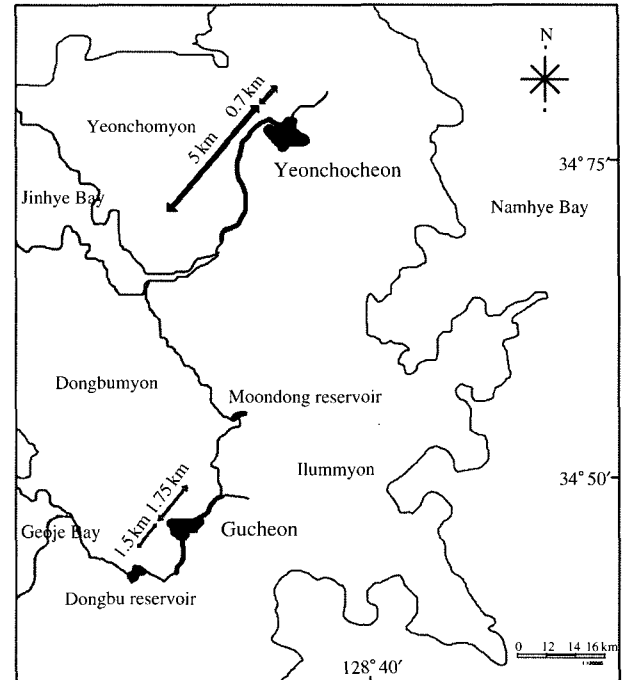 N
0.7 km
5 km
Yeonchomyon
Yeonchocheon
34°75′
Jinhye Bay
Namhye Bay
Dongbumyon
Moondong reservoir
Ilummyon
34°50′
1.75 km
1.5 km
Geoje Bay
Gucheon
Dongbu reservoir
0 12 14 16 km
128°40′